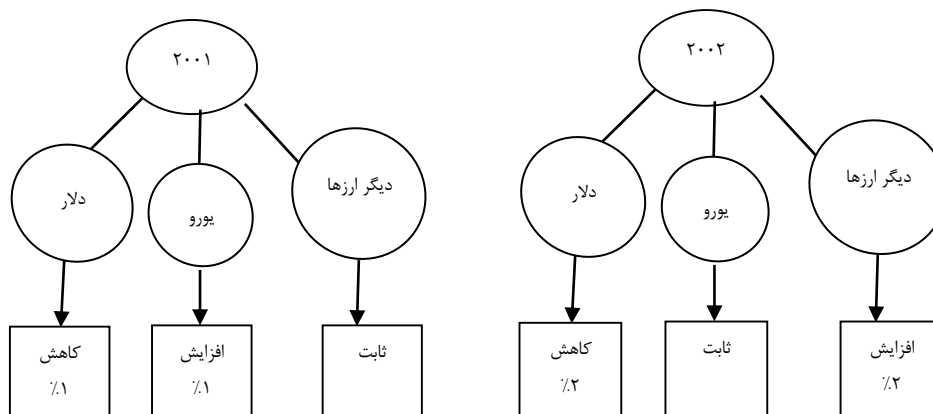 ۲۰۰۱
دلار
یورو
دیگر ارزها
کاهش
٪۱
افزایش
٪۱
ثابت
۲۰۰۲
دلار
یورو
دیگر ارزها
کاهش
٪۲
ثابت
افزایش
٪۲